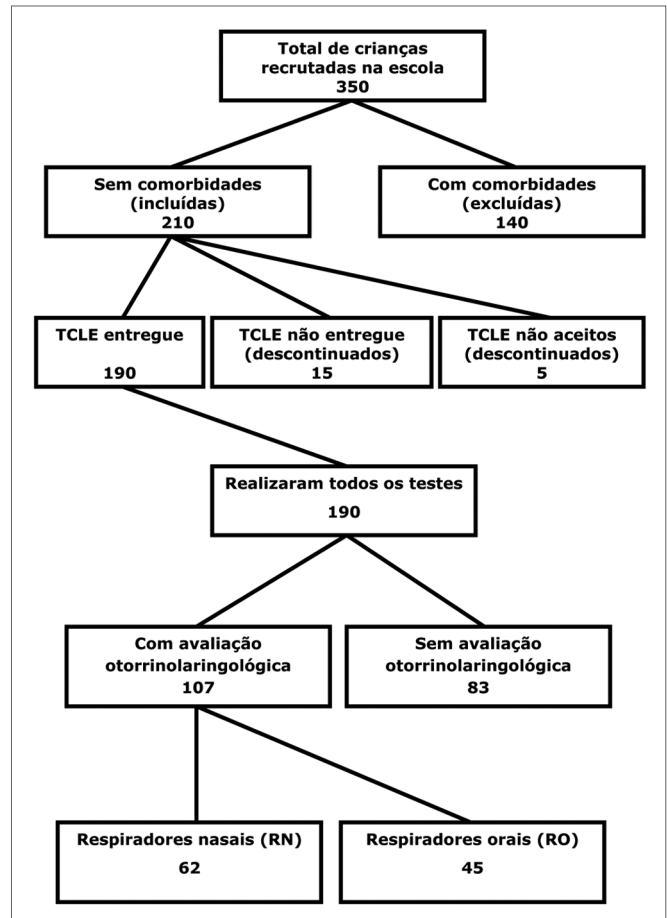 Total de crianças
recrutadas na escola
350
Sem comorbidades
(incluídas)
210
Com comorbidades
(excluídas)
140
TCLE entregue
190
TCLE não entregue
(descontinuados)
15
TCLE não aceitos
(descontinuados)
5
Realizaram todos os testes
190
Com avaliação
otorrinolaringológica
107
Sem avaliação
otorrinolaringológica
83
Respiradores nasais (RN)
62
Respiradores orais (RO)
45